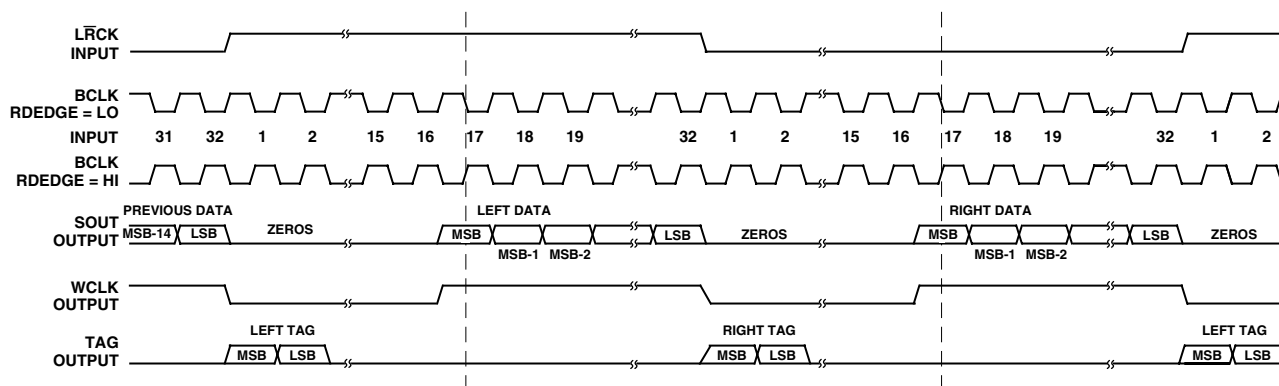 LRCK
INPUT
BCLK
RDEDGE = LO
INPUT 31 32 1 2 15 16 17 18 19 32 1 2 15 16 17 18 19 32 1 2
BCLK
RDEDGE = HI
PREVIOUS DATA LEFT DATA RIGHT DATA
SOUT
OUTPUT MSB-14 LSB ZEROS MSB LSB ZEROS MSB LSB ZEROS
MSB-1 MSB-2 MSB-1 MSB-2
WCLK
OUTPUT
LEFT TAG RIGHT TAG LEFT TAG
TAG
OUTPUT MSB LSB MSB LSB MSB LSB